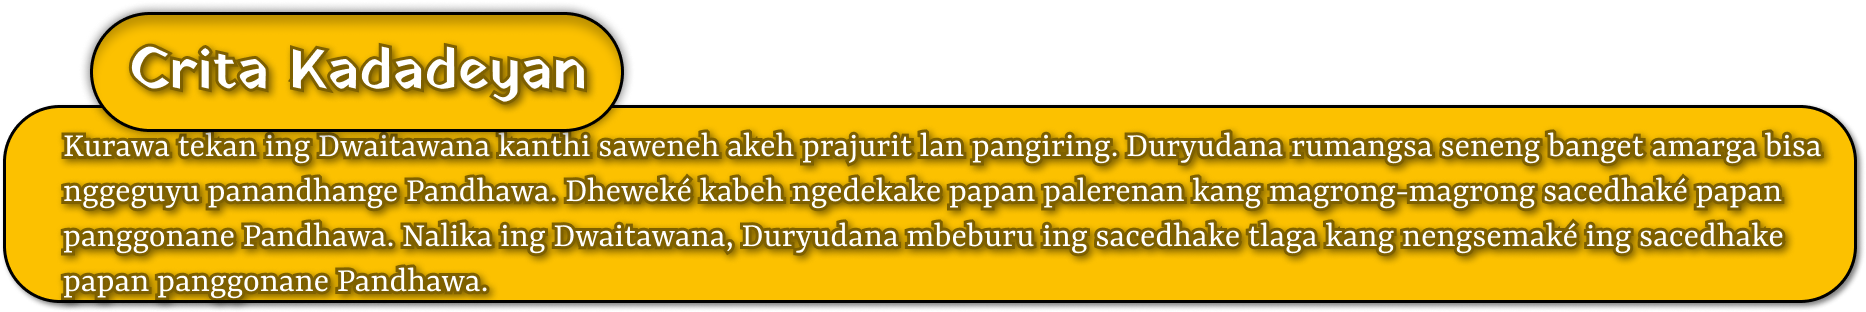 Crita Kadadeyan
Kurawa tekan ing Dwaitawana kanthi saweneh akeh prajurit lan pangiring. Duryudana rumangsa seneng banget amarga bisa
nggeguyu panandhange Pandhawa. Dheweké kabeh ngedekake papan palerenan kang magrong-magrong sacedhaké papan
panggonane Pandhawa. Nalika ing Dwaitawana, Duryudana mbeburu ing sacedhake tlaga kang nengsemaké ing sacedhake
papan panggonane Pandhawa.